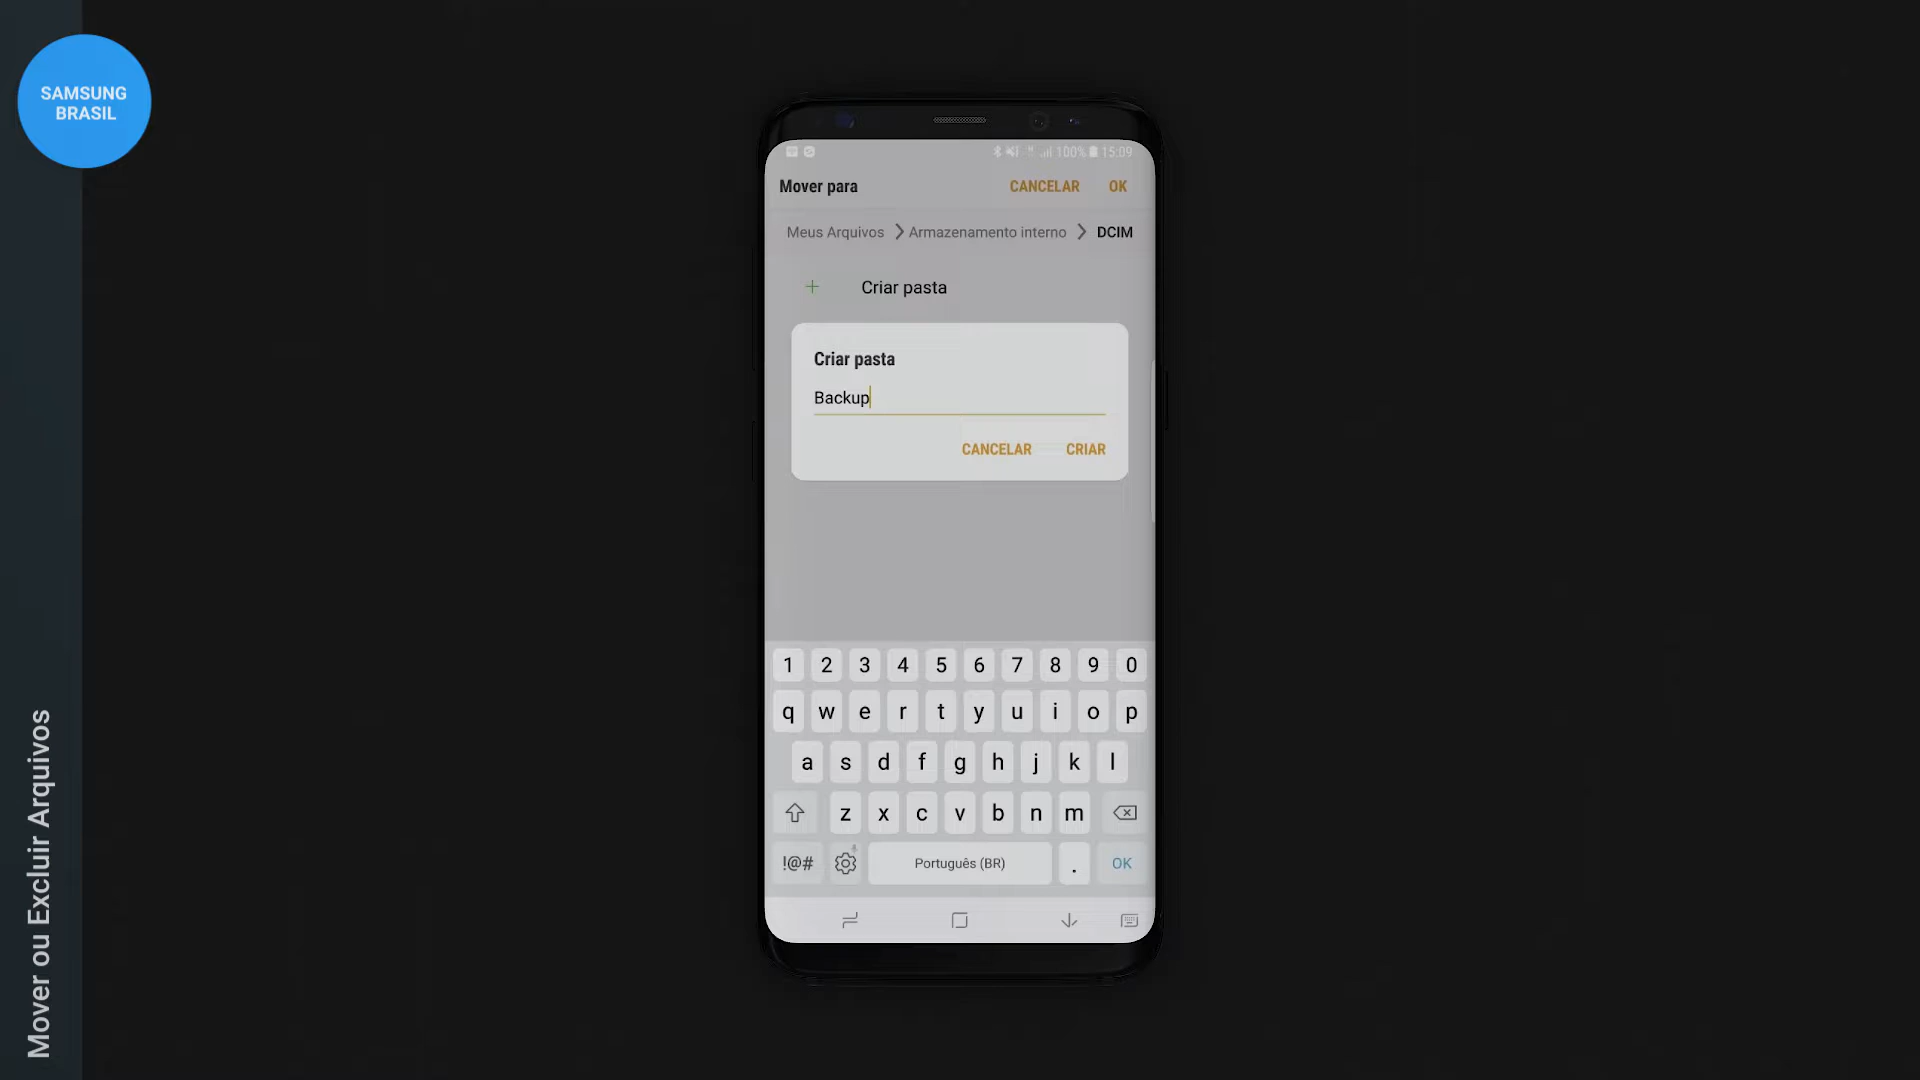 SAMSUNG
BRASIL
100% 15:09
Mover para CANCELAR OK
Meus Arquivos Armazenamento interno DCIM
+ Criar pasta
Criar pasta
Backup
CANCELAR CRIAR
1 2 3 4 5 6 7 8 9 0
q w e r t y u i o p
a s d f g h j k l
z x c v b n m
!@# Português (BR) . OK
Mover ou Excluir Arquivos